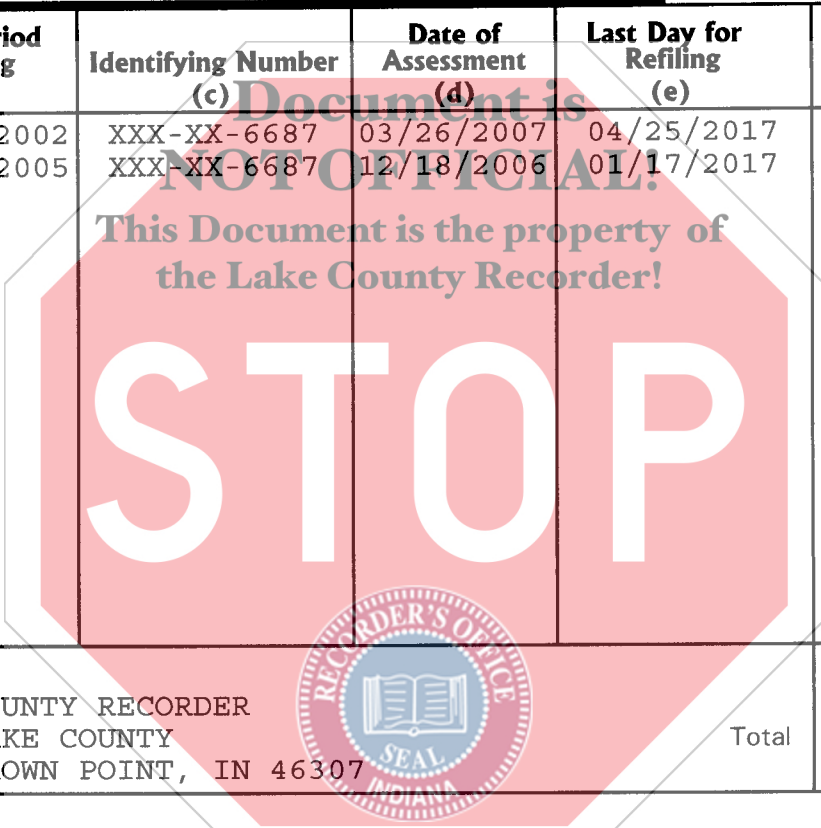 iod
g
Identifying Number
(c)
Date of
Assessment
(d)
Last Day for
Refiling
(e)
2002 XXX-XX-6687 03/26/2007 04/25/2017
2005 XXX-XX-6687 12/18/2006 01/17/2017
Document is
NOT OFFICIAL!
This Document is the property of
the Lake County Recorder!
STOP
UNTY RECORDER
KE COUNTY
OWN POINT, IN 46307
Total
RECORDER'S OFFICE
SEAL
INDIANA